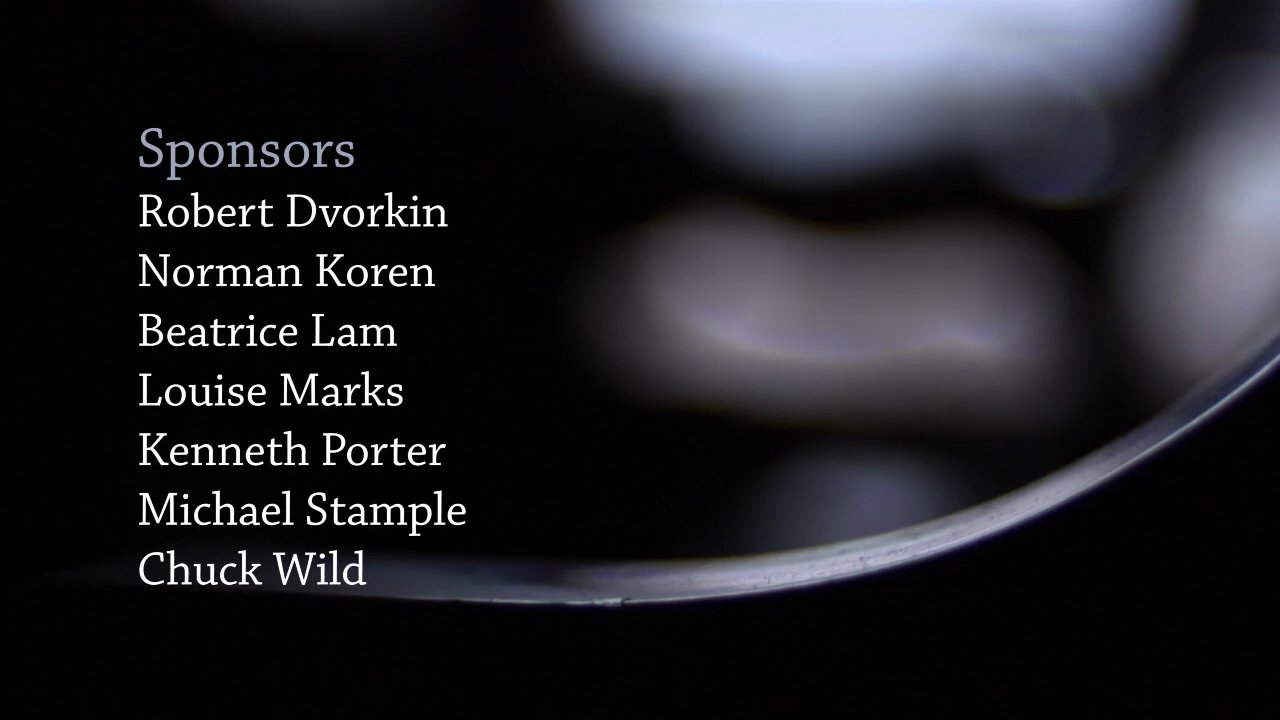 Sponsors
Robert Dvorkin
Norman Koren
Beatrice Lam
Louise Marks
Kenneth Porter
Michael Stample
Chuck Wild